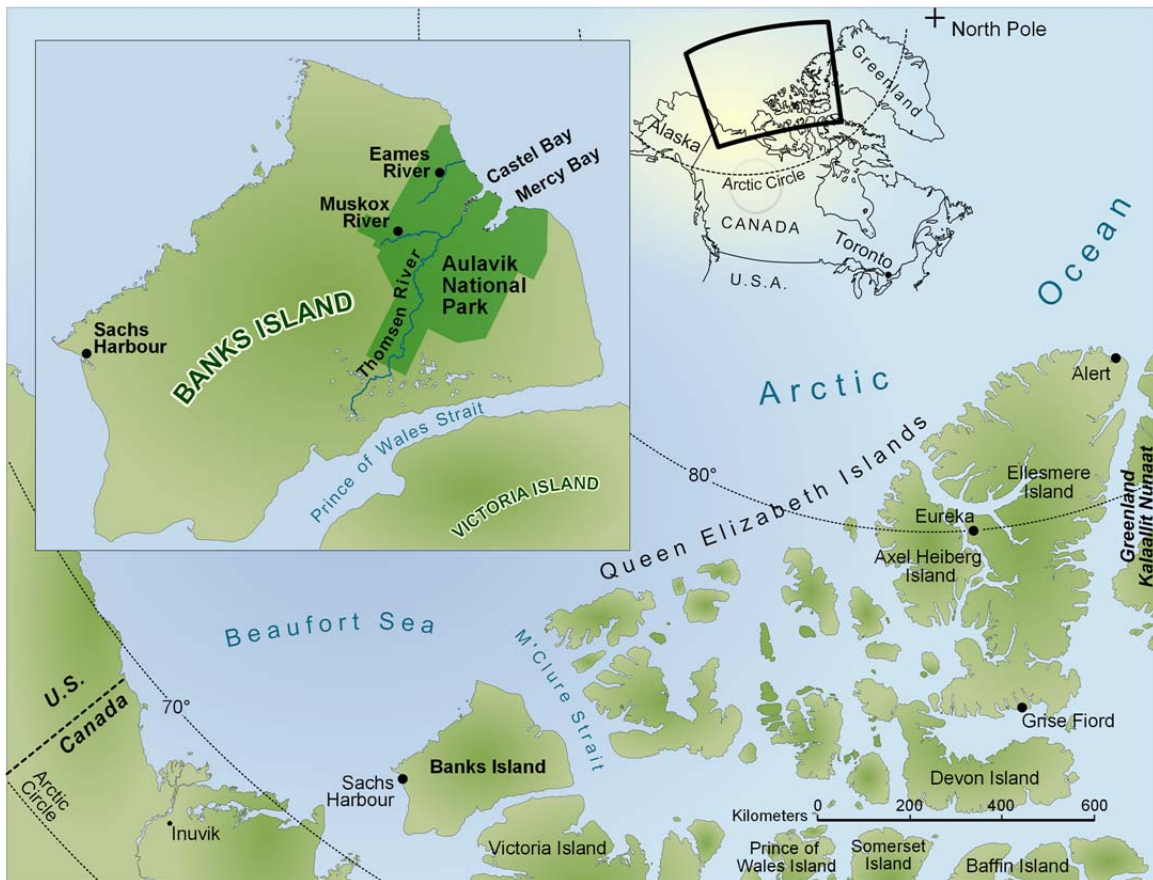 North Pole
Greenland
Alaska
Arctic Circle
CANADA
Toronto
U.S.A.
Eames
River
Castel Bay
Mercy Bay
Muskox
River
Aulavik
National
Park
Thomsen River
BANKS ISLAND
Sachs
Harbour
Prince of Wales Strait
VICTORIA ISLAND
Arctic
Ocean
Alert
Queen Elizabeth Islands
80°
Ellesmere
Island
Eureka
Axel Heiberg
Island
Greenland
Kalaallit Nunaat
Beaufort Sea
M'Clure Strait
U.S.
Canada
70°
Arctic
Circle
Inuvik
Sachs
Harbour
Banks Island
Victoria Island
Grise Fiord
Devon Island
Kilometers
0
200
400
600
Prince of
Wales Island
Somerset
Island
Baffin Island